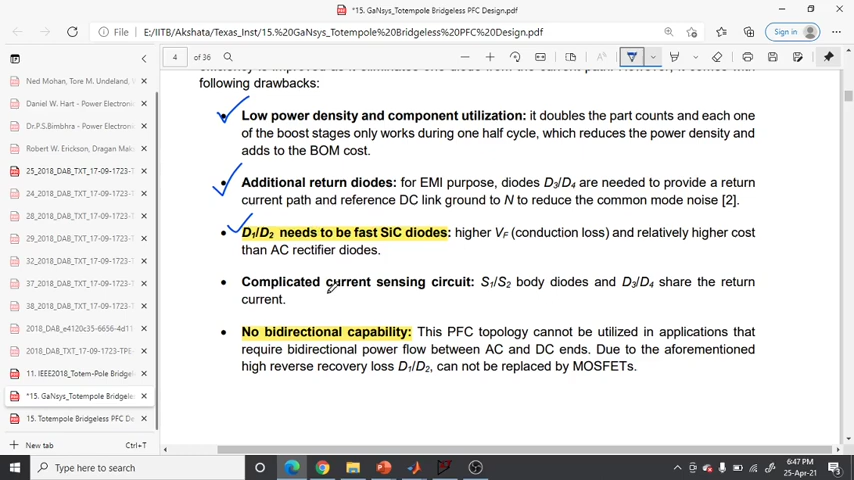 *15. GaNsys_Totempole Bridgeless PFC Design.pdf
File
E:/IITB/Akshata/Texas_Inst/15.%20GaNsys_Totempole%20Bridgeless%20PFC%20Design.pdf
Sign in
4 of 36
Ned Mohan, Tore M. Undeland, W
Daniel W. Hart - Power Electronic
Dr.P.S.Bimbhra - Power Electronic
Robert W. Erickson, Dragan Mak
25_2018_DAB_TXT_17-09-1723-T
24_2018_DAB_TXT_17-09-1723-T
28_2018_DAB_TXT_17-09-1723-T
29_2018_DAB_TXT_17-09-1723-T
32_2018_DAB_TXT_17-09-1723-T
37_2018_DAB_TXT_17-09-1723-T
38_2018_DAB_TXT_17-09-1723-T
2018_DAB_e4120c35-6656-4d11
2018_DAB_TXT_17-09-1723-TPE-
11. IEEE2018_Totem-Pole Bridgel
*15. GaNsys_Totempole Bridgele
15. Totempole Bridgeless PFC De
New tab Ctrl+T
following drawbacks:
• Low power density and component utilization: it doubles the part counts and each one
of the boost stages only works during one half cycle, which reduces the power density and
adds to the BOM cost.
• Additional return diodes: for EMI purpose, diodes D3/D4 are needed to provide a return
current path and reference DC link ground to N to reduce the common mode noise [2].
• D1/D2 needs to be fast SiC diodes: higher VF (conduction loss) and relatively higher cost
than AC rectifier diodes.
• Complicated current sensing circuit: S1/S2 body diodes and D3/D4 share the return
current.
• No bidirectional capability: This PFC topology cannot be utilized in applications that
require bidirectional power flow between AC and DC ends. Due to the aforementioned
high reverse recovery loss D1/D2, can not be replaced by MOSFETs.
Type here to search
6:47 PM
25-Apr-21